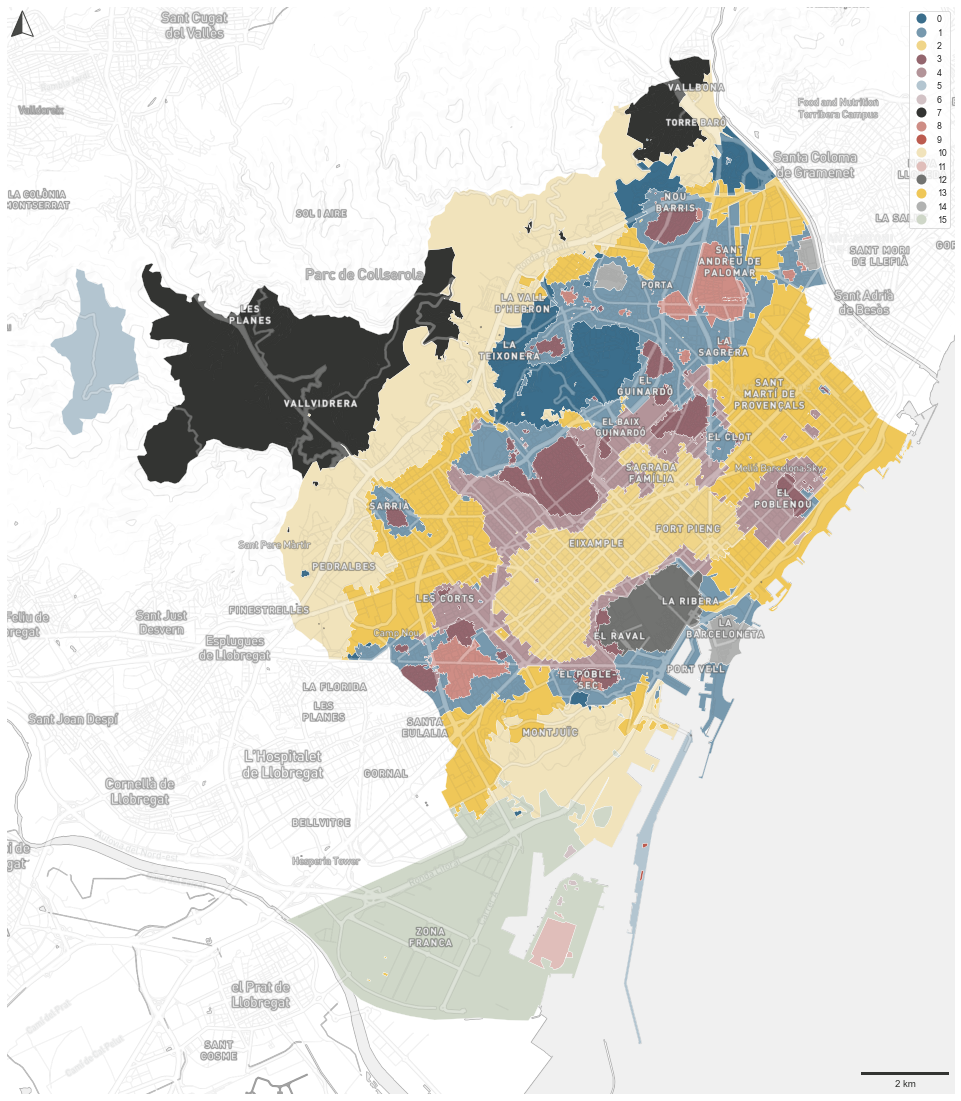 Sant Cugat
del Vallès
Valldoreix
VALLBONA
TORRE BARÓ
Food and Nutrition
Torribera Campus
Santa Coloma
de Gramenet
LA COLÒNIA
MONTSERRAT
SOL I AIRE
NOU
BARRIS
SANT MORI
DE LLEFIÀ
SANT
ANDREU DE
PALOMAR
Parc de Collserola
PORTA
LES
PLANES
LA VALL
D'HEBRON
Sant Adrià
de Besòs
LA
TEIXONERA
LA
SAGRERA
EL
GUINARDÓ
SANT
MARTÍ DE
PROVENÇALS
VALLVIDRERA
EL BAIX
GUINARDÓ
EL CLOT
SAGRADA
FAMÍLIA
Meliá Barcelona Sky
EL
POBLENOU
SARRIÀ
FORT PIENC
EIXAMPLE
Sant Pere Màrtir
PEDRALBES
LES CORTS
LA RIBERA
FINESTRELLES
Sant Just
Desvern
Camp Nou
EL RAVAL
LA
BARCELONETA
Esplugues
de Llobregat
PORT VELL
EL POBLE-
SEC
LA FLORIDA
LES
PLANES
Sant Joan Despí
SANTA
EULALIA
MONTJUÏC
L'Hospitalet
de Llobregat
GORNAL
Cornellà de
Llobregat
BELLVITGE
Hesperia Tower
ZONA
FRANCA
el Prat de
Llobregat
SANT
COSME
0
1
2
3
4
5
6
7
8
9
10
11
12
13
14
15
2 km